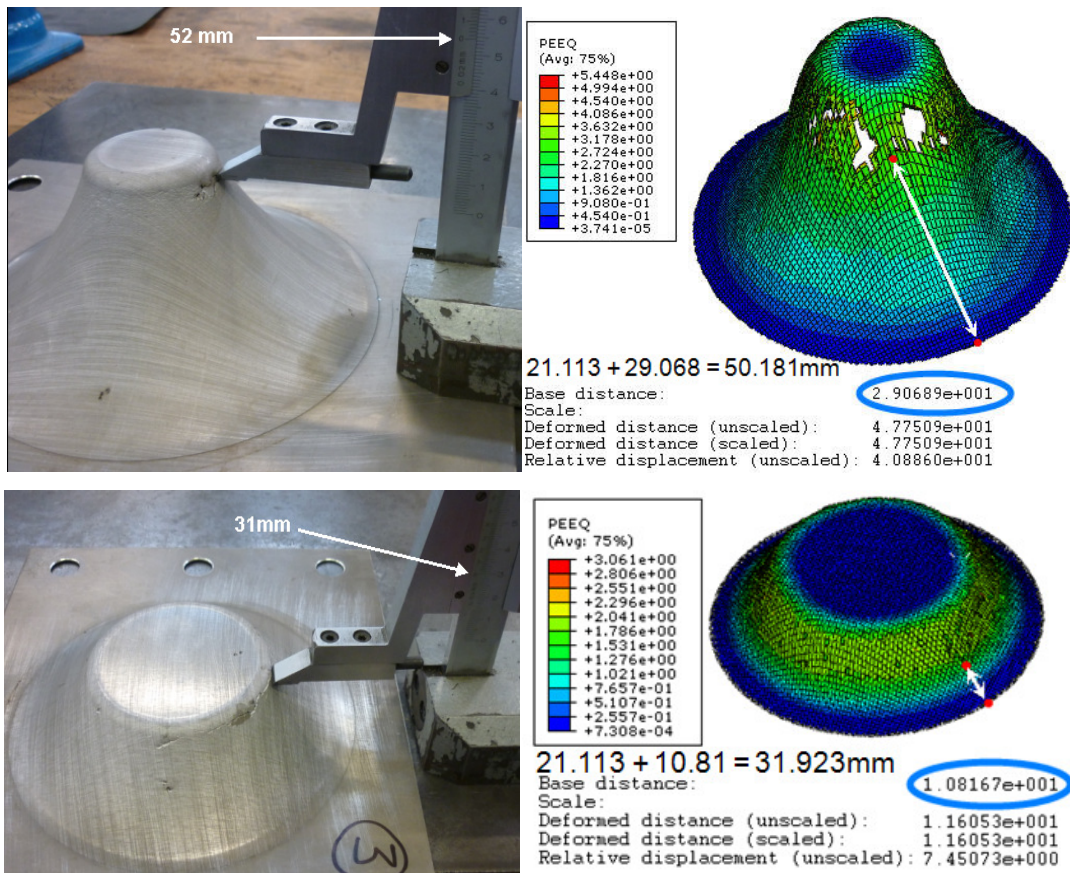 52 mm
PEEQ
(Avg: 75%)
+5.448e+00
+4.994e+00
+4.540e+00
+4.086e+00
+3.632e+00
+3.178e+00
+2.724e+00
+2.270e+00
+1.816e+00
+1.362e+00
+9.080e-01
+4.540e-01
+3.741e-05
21.113 + 29.068 = 50.181mm
Base distance: 2.90689e+001
Scale:
Deformed distance (unscaled): 4.77509e+001
Deformed distance (scaled): 4.77509e+001
Relative displacement (unscaled): 4.08860e+001
31mm
PEEQ
(Avg: 75%)
+3.061e+00
+2.806e+00
+2.551e+00
+2.296e+00
+2.041e+00
+1.786e+00
+1.531e+00
+1.276e+00
+1.021e+00
+7.657e-01
+5.107e-01
+2.557e-01
+7.308e-04
21.113 + 10.81 = 31.923mm
Base distance: 1.08167e+001
Scale:
Deformed distance (unscaled): 1.16053e+001
Deformed distance (scaled): 1.16053e+001
Relative displacement (unscaled): 7.45073e+000